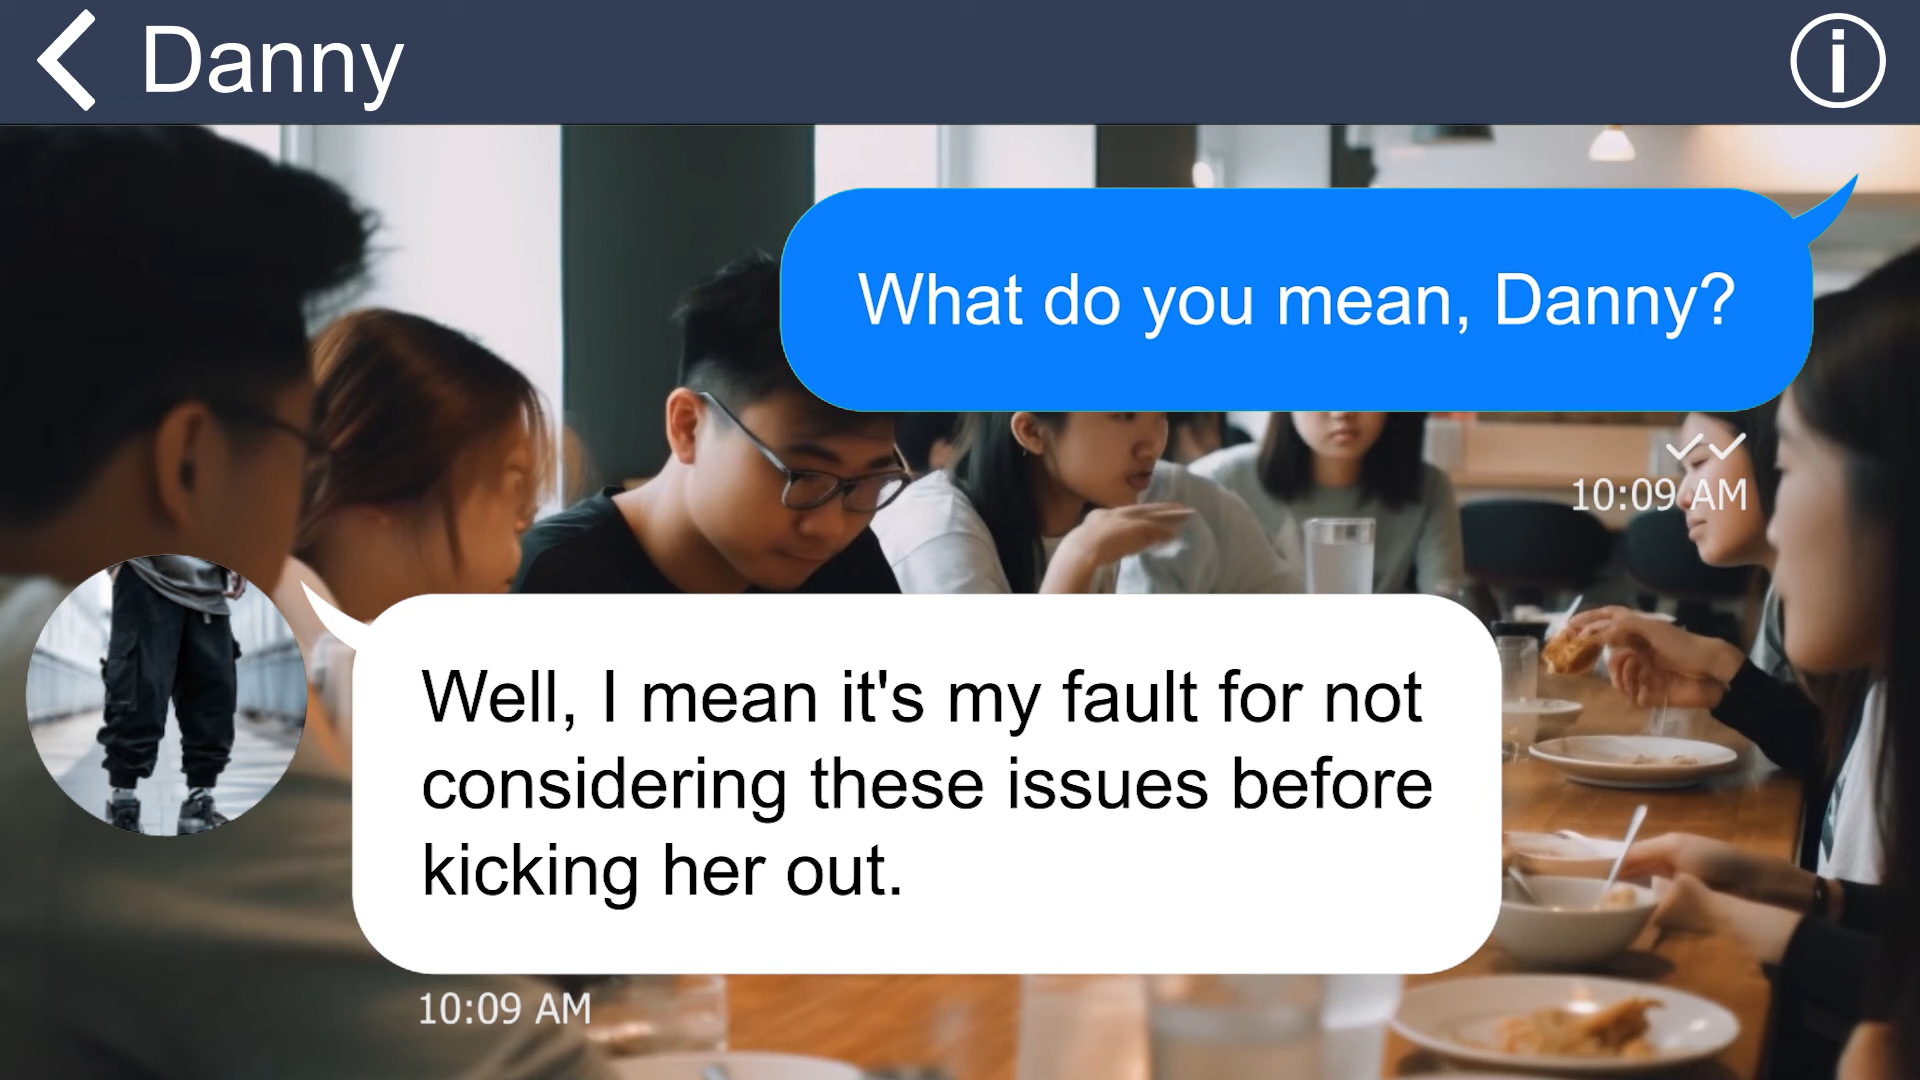 Danny
What do you mean, Danny?
10:09 AM
Well, I mean it's my fault for not
considering these issues before
kicking her out.
10:09 AM